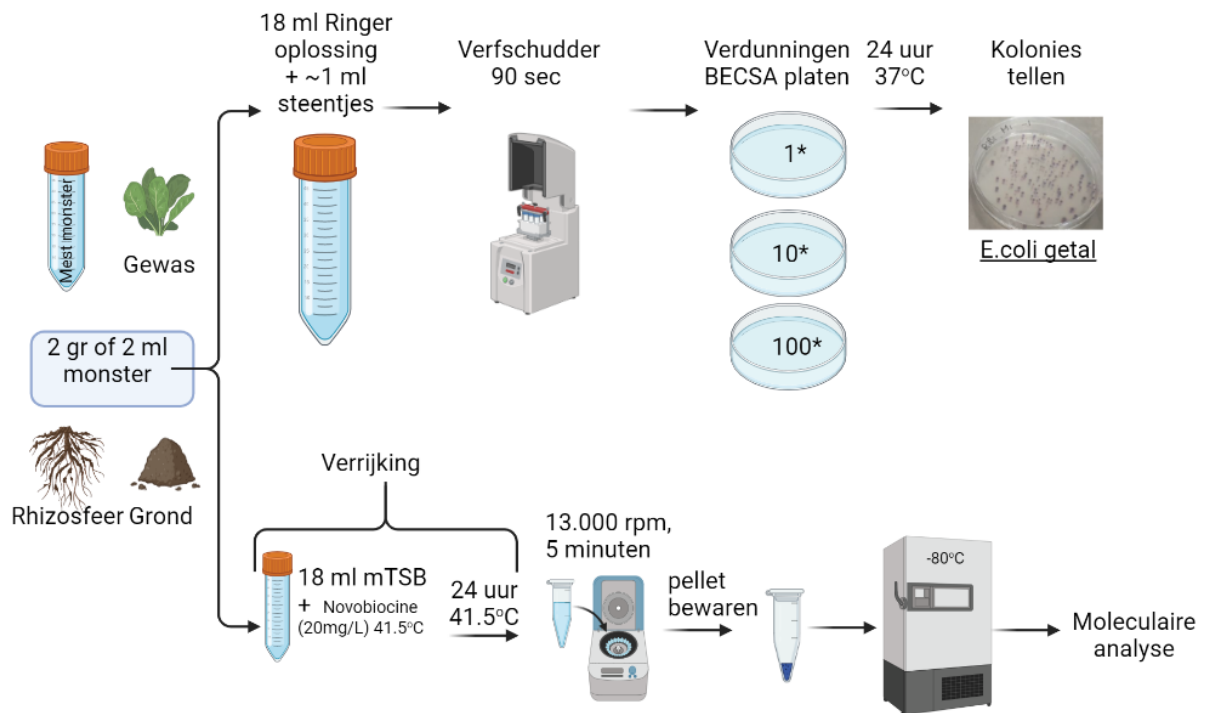 18 ml Ringer
oplossing
+ ~1 ml
steentjes
Verfschudder
90 sec
Verdunningen
BECSA platen
24 uur
37°C
Kolonies
tellen
1*
10*
100*
E.coli getal
Mest monster
Gewas
2 gr of 2 ml
monster
Rhizosfeer
Grond
Verrijking
18 ml mTSB
+ Novobiocine
(20mg/L) 41.5°C
24 uur
41.5°C
13.000 rpm,
5 minuten
pellet
bewaren
-80°C
Moleculaire
analyse